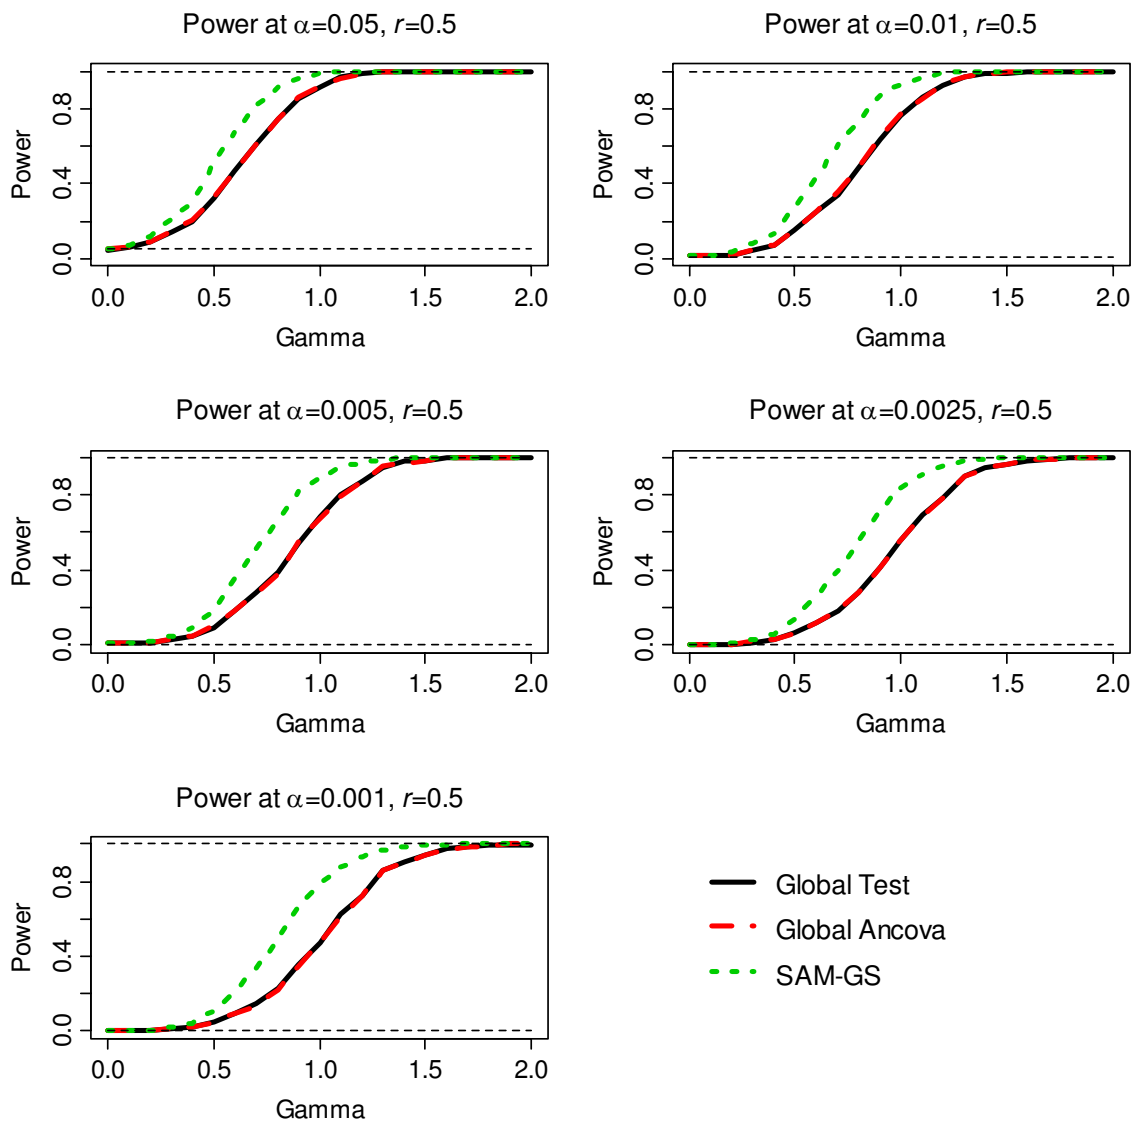 Power at α=0.05, r=0.5
Power
0.0 0.4 0.8
0.0 0.5 1.0 1.5 2.0
Gamma
Power at α=0.01, r=0.5
Power
0.0 0.4 0.8
0.0 0.5 1.0 1.5 2.0
Gamma
Power at α=0.005, r=0.5
Power
0.0 0.4 0.8
0.0 0.5 1.0 1.5 2.0
Gamma
Power at α=0.0025, r=0.5
Power
0.0 0.4 0.8
0.0 0.5 1.0 1.5 2.0
Gamma
Power at α=0.001, r=0.5
Power
0.0 0.4 0.8
0.0 0.5 1.0 1.5 2.0
Gamma
Global Test
Global Ancova
SAM-GS